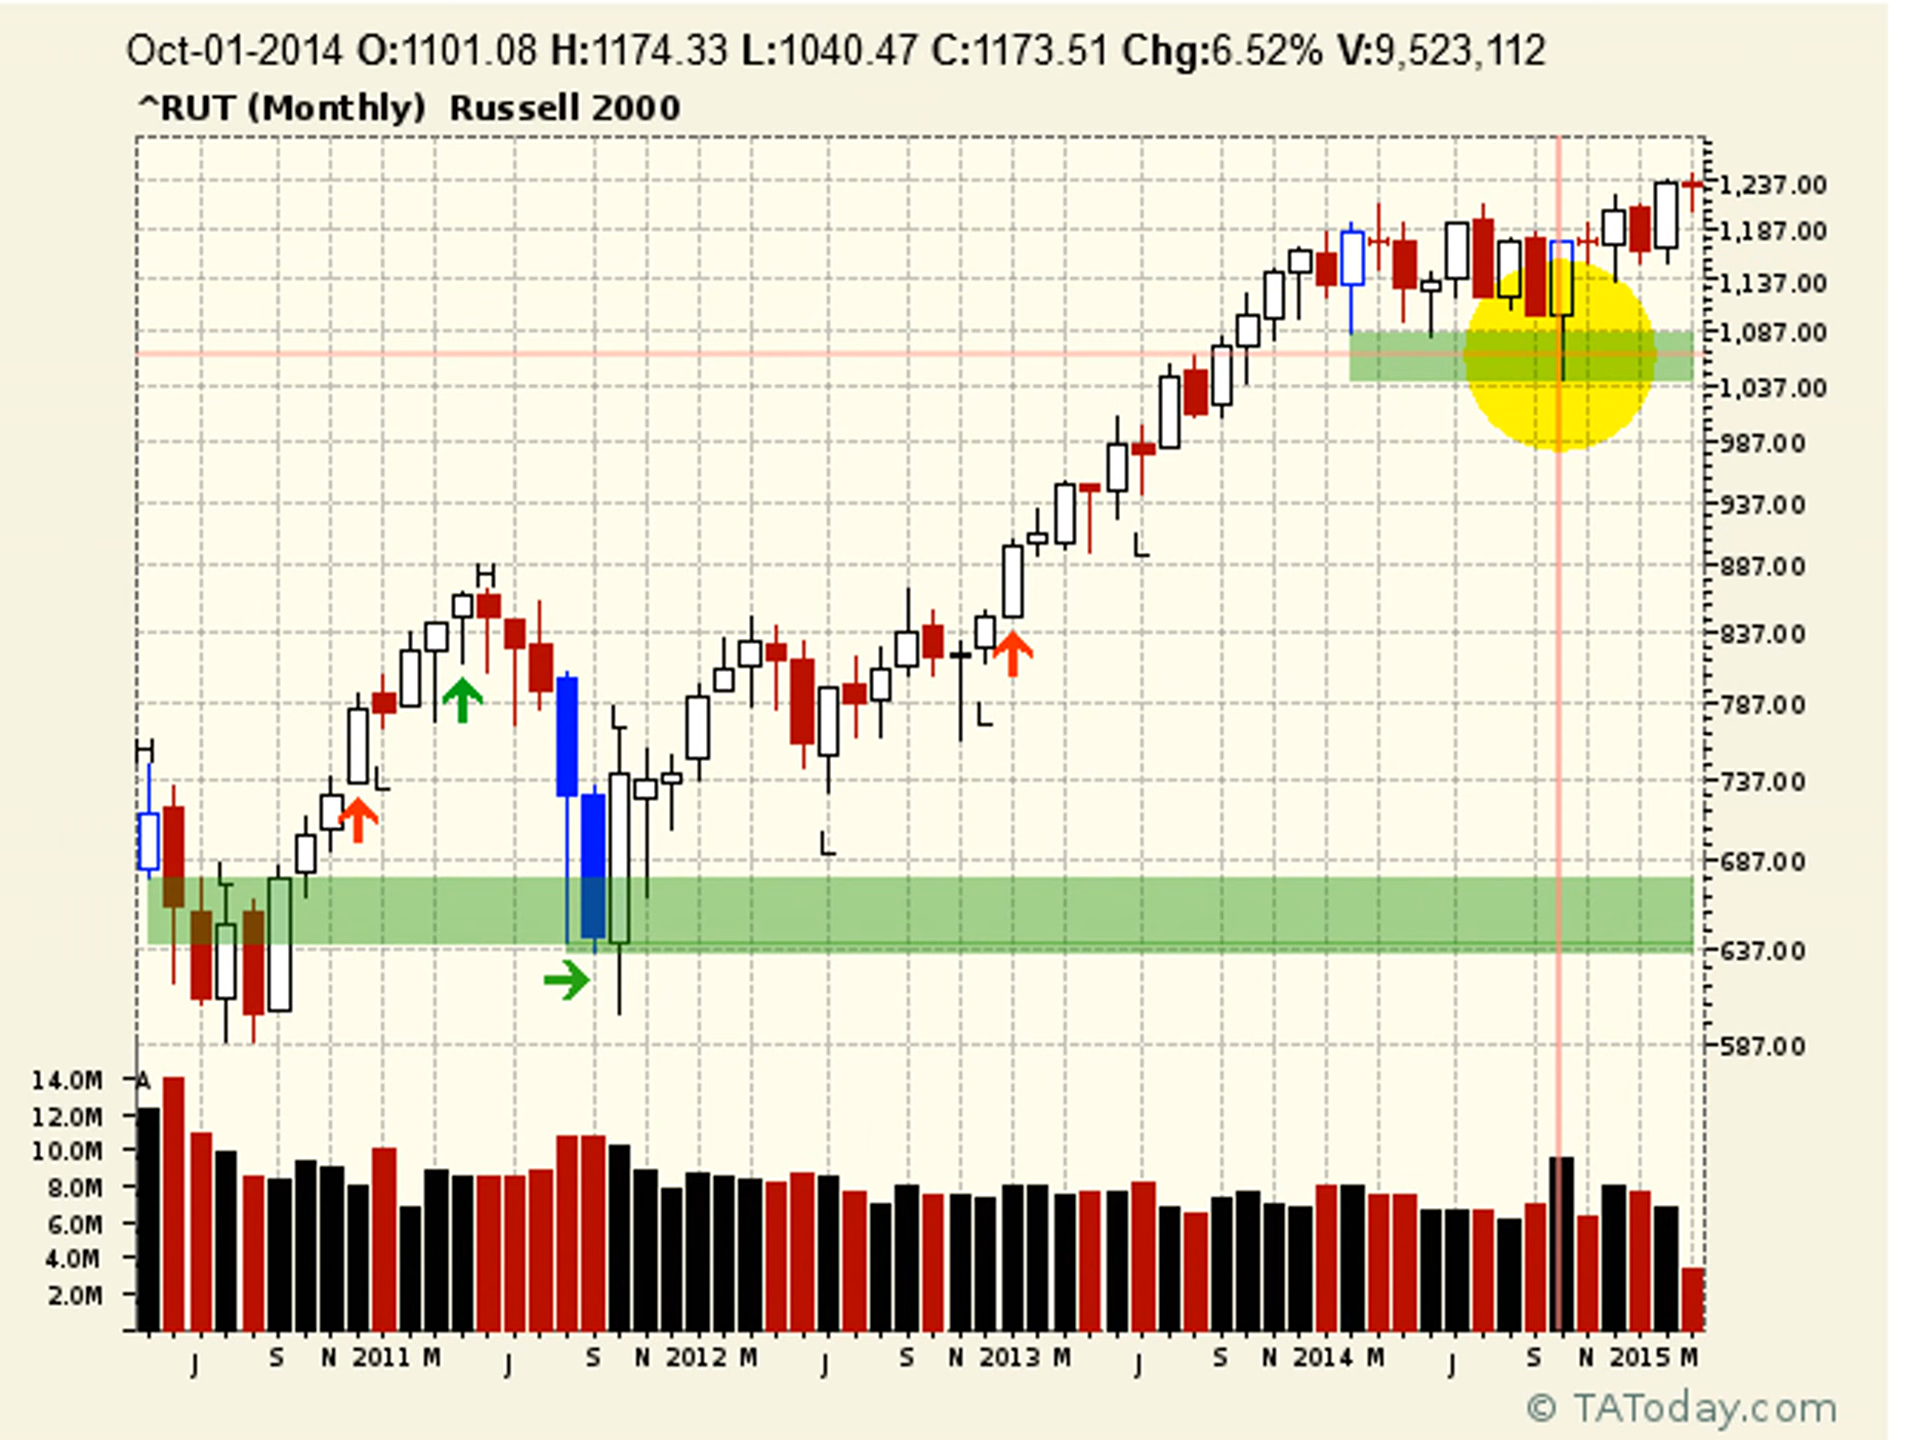 Oct-01-2014 O:1101.08 H:1174.33 L:1040.47 C:1173.51 Chg:6.52% V:9,523,112
^RUT (Monthly) Russell 2000
1,237.00
1,187.00
1,137.00
1,087.00
1,037.00
987.00
937.00
887.00
H
L
837.00
787.00
L
H
L
L
737.00
L
687.00
L
637.00
587.00
14.0M A
12.0M
10.0M
8.0M
6.0M
4.0M
2.0M
J S N 2011 M J S N 2012 M J S N 2013 M J S N 2014 M J S N 2015 M
© TAToday.com